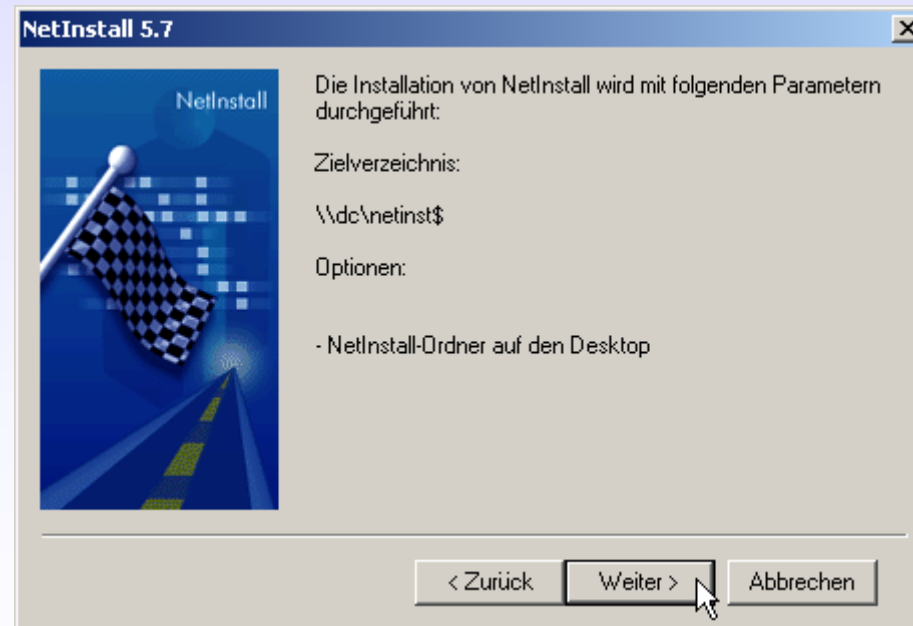 NetInstall 5.7
NetInstall
Die Installation von NetInstall wird mit folgenden Parametern
durchgeführt:
Zielverzeichnis:
\\dc\netinst$
Optionen:
- NetInstall-Ordner auf den Desktop
< Zurück
Weiter >
Abbrechen